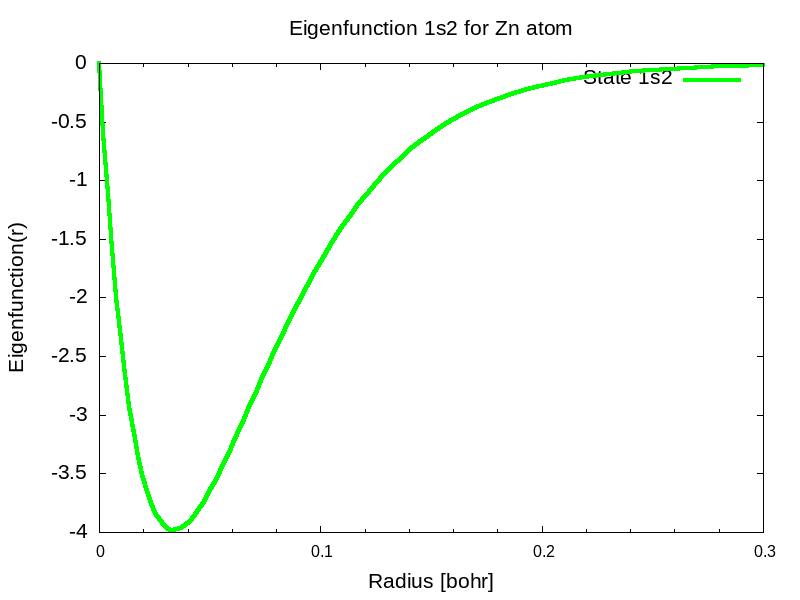 Eigenfunction 1s2 for Zn atom
State 1s2
0
-0.5
-1
-1.5
-2
-2.5
-3
-3.5
-4
Eigenfunction(r)
0 0.1 0.2 0.3
Radius [bohr]